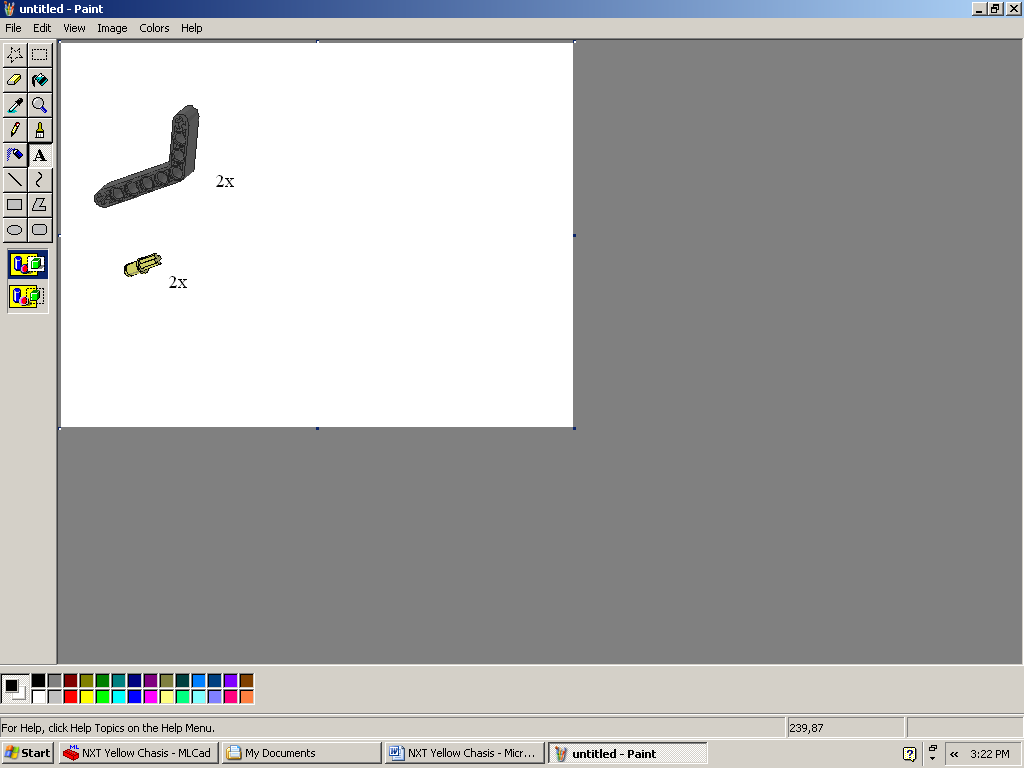 untitled - Paint
File Edit View Image Colors Help
A
2x
2x
For Help, click Help Topics on the Help Menu.
239,87
Start
ML
NXT Yellow Chasis - MLCad
My Documents
NXT Yellow Chasis - Micr...
untitled - Paint
?
«
3:22 PM